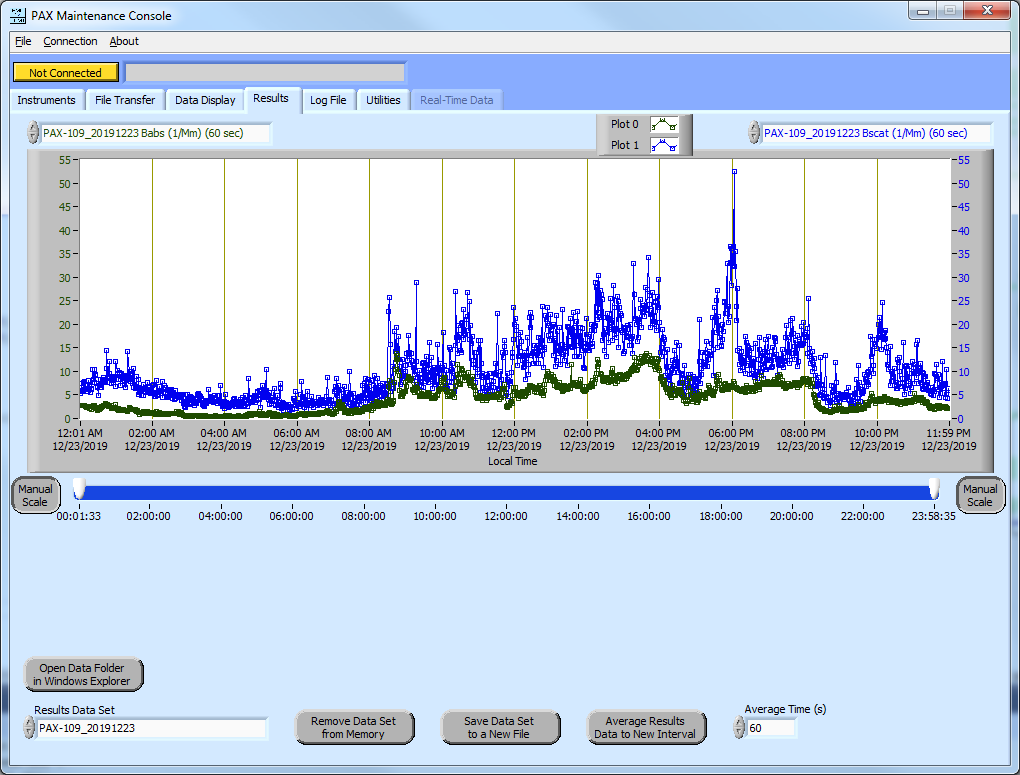 PAX Maintenance Console
File Connection About
Not Connected
Instruments File Transfer Data Display Results Log File Utilities Real-Time Data
Plot 0
Plot 1
PAX-109_20191223 Babs (1/Mm) (60 sec)
PAX-109_20191223 Bscat (1/Mm) (60 sec)
55 55
50 50
45 45
40 40
35 35
30 30
25 25
20 20
15 15
10 10
5 5
0 0
12:01 AM 02:00 AM 04:00 AM 06:00 AM 08:00 AM 10:00 AM 12:00 PM 02:00 PM 04:00 PM 06:00 PM 08:00 PM 10:00 PM 11:59 PM
12/23/2019 12/23/2019 12/23/2019 12/23/2019 12/23/2019 12/23/2019 12/23/2019 12/23/2019 12/23/2019 12/23/2019 12/23/2019 12/23/2019 12/23/2019
Local Time
Manual
Scale
Manual
Scale
00:01:33 02:00:00 04:00:00 06:00:00 08:00:00 10:00:00 12:00:00 14:00:00 16:00:00 18:00:00 20:00:00 22:00:00 23:58:35
Open Data Folder
in Windows Explorer
Results Data Set
PAX-109_20191223
Remove Data Set
from Memory
Save Data Set
to a New File
Average Results
Data to New Interval
Average Time (s)
60